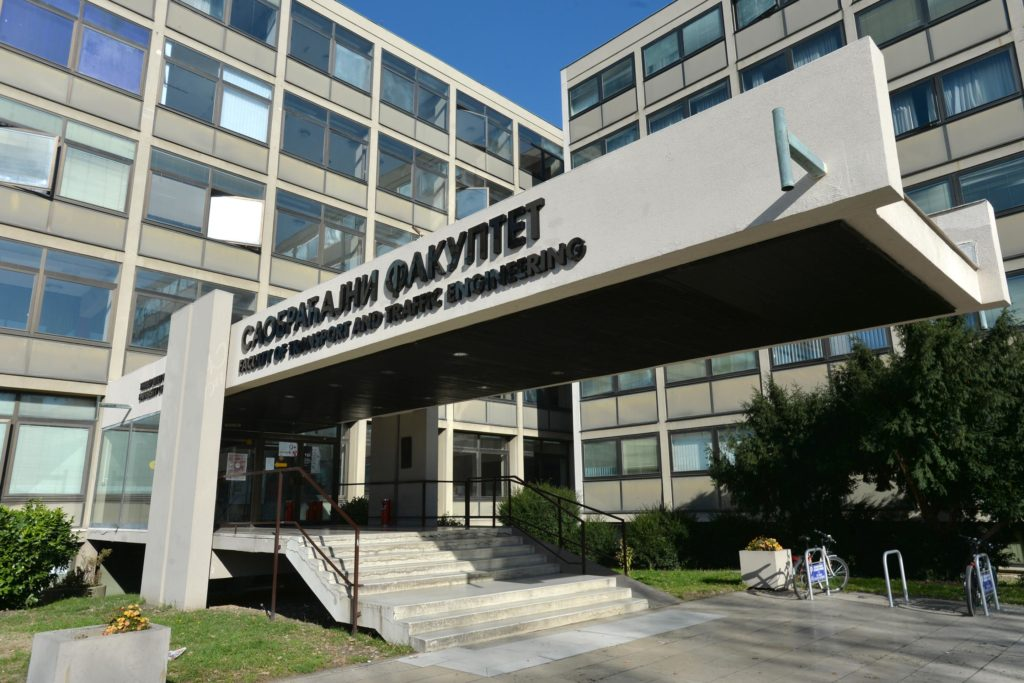 САОБРАЋАЈНИ ФАКУЛТЕТ
FACULTY OF TRANSPORT AND TRAFFIC ENGINEERING